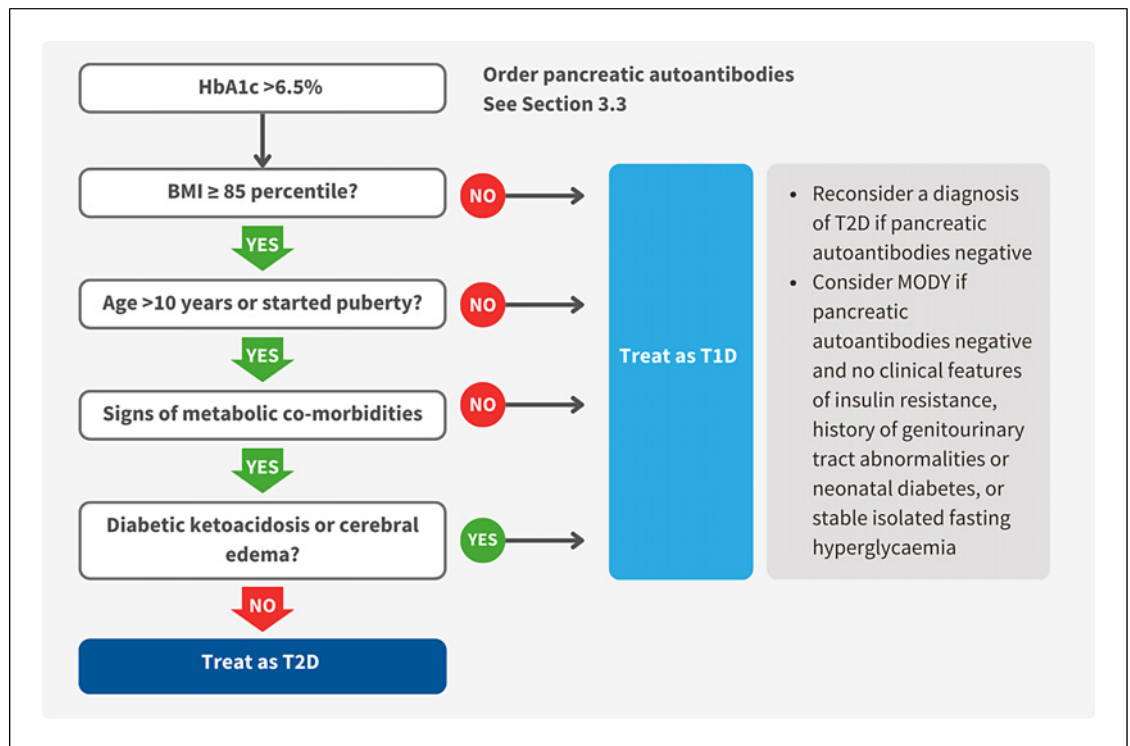 HbA1c >6.5%
Order pancreatic autoantibodies
See Section 3.3
BMI ≥ 85 percentile?
NO
YES
Age >10 years or started puberty?
NO
YES
Signs of metabolic co-morbidities
NO
YES
Diabetic ketoacidosis or cerebral
edema?
YES
NO
Treat as T2D
Treat as T1D
• Reconsider a diagnosis
of T2D if pancreatic
autoantibodies negative
• Consider MODY if
pancreatic
autoantibodies negative
and no clinical features
of insulin resistance,
history of genitourinary
tract abnormalities or
neonatal diabetes, or
stable isolated fasting
hyperglycaemia